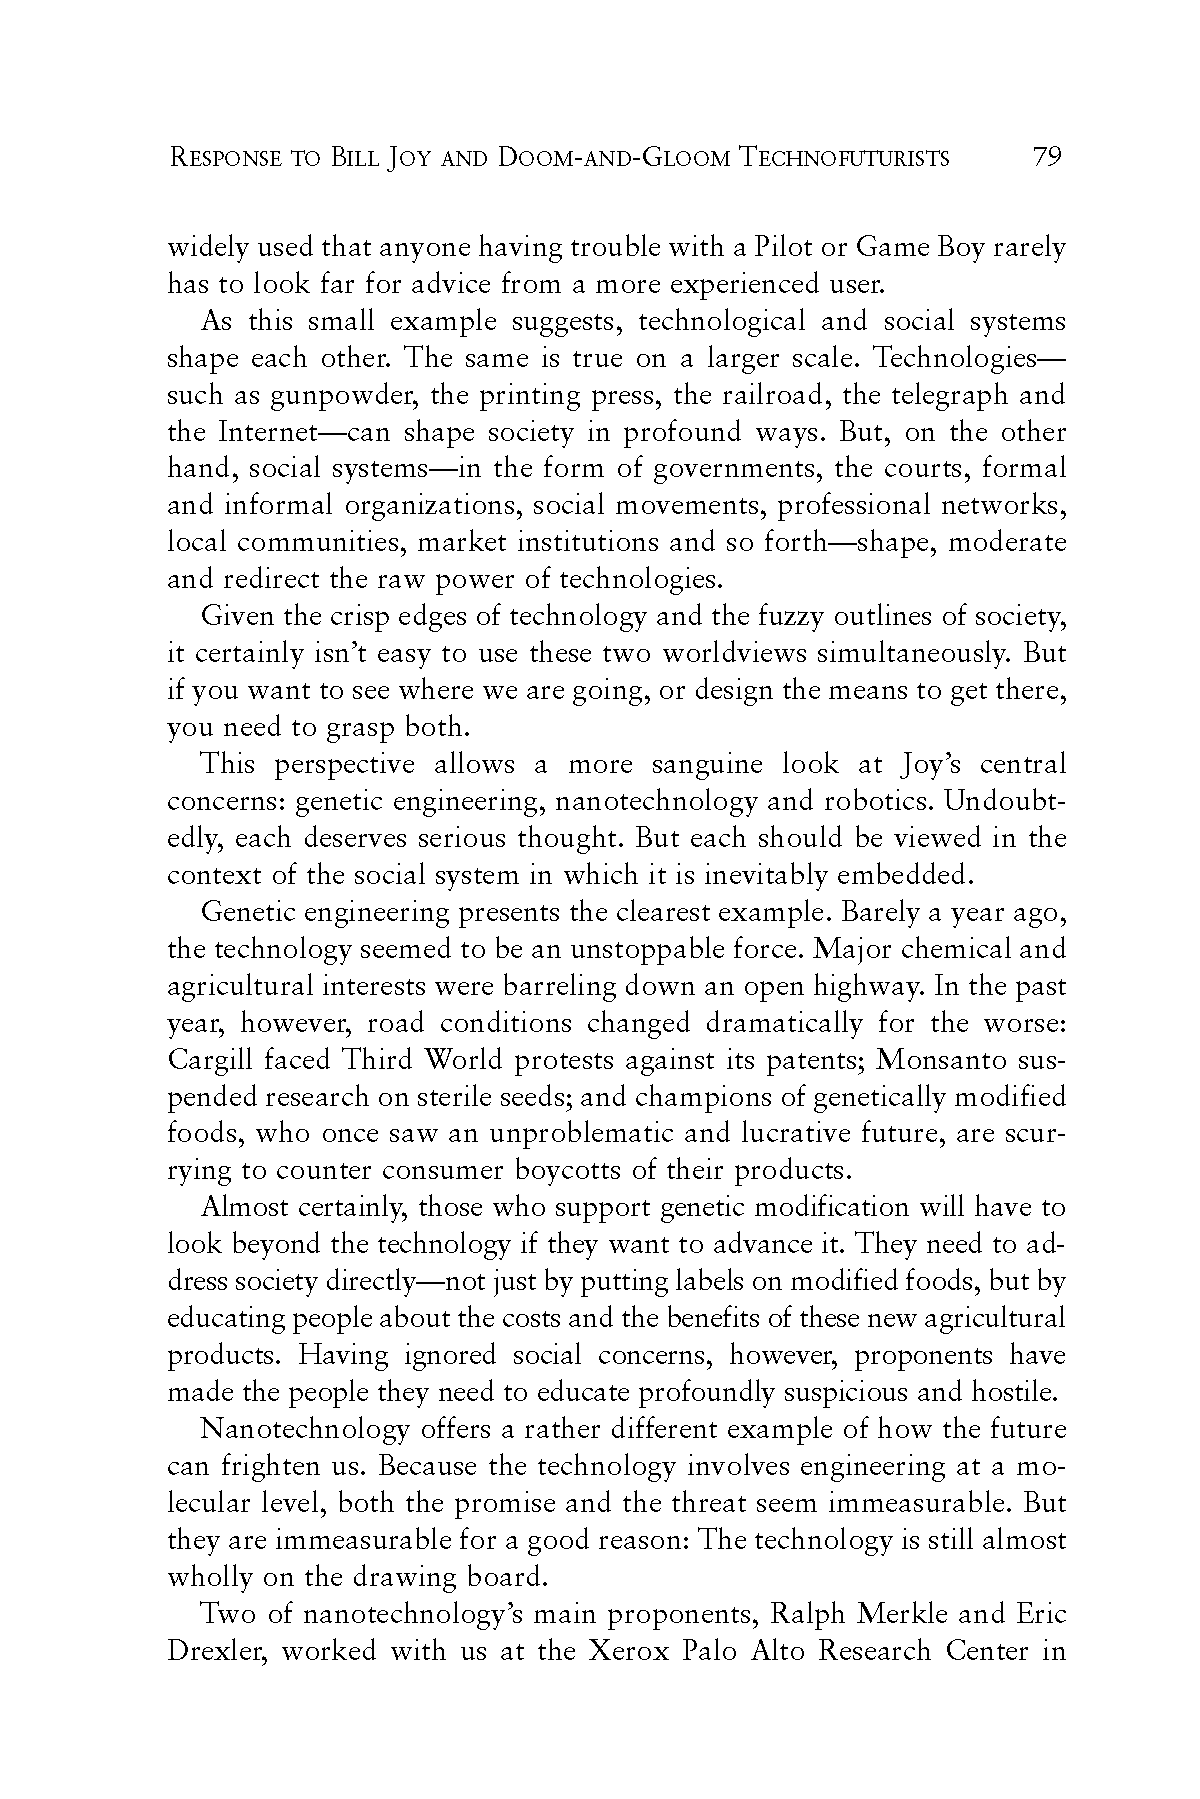 RESPONSE TO BILL JOY AND DOOM-AND-GLOOM TECHNOFUTURISTS 79
widely used that anyone having trouble with a Pilot or Game Boy rarely
has to look far for advice from a more experienced user.
As this small example suggests, technological and social systems
shape each other. The same is true on a larger scale. Technologies—
such as gunpowder, the printing press, the railroad, the telegraph and
the Internet—can shape society in profound ways. But, on the other
hand, social systems—in the form of governments, the courts, formal
and informal organizations, social movements, professional networks,
local communities, market institutions and so forth—shape, moderate
and redirect the raw power of technologies.
Given the crisp edges of technology and the fuzzy outlines of society,
it certainly isn’t easy to use these two worldviews simultaneously. But
if you want to see where we are going, or design the means to get there,
you need to grasp both.
This perspective allows a more sanguine look at Joy’s central
concerns: genetic engineering, nanotechnology and robotics. Undoubt-
edly, each deserves serious thought. But each should be viewed in the
context of the social system in which it is inevitably embedded.
Genetic engineering presents the clearest example. Barely a year ago,
the technology seemed to be an unstoppable force. Major chemical and
agricultural interests were barreling down an open highway. In the past
year, however, road conditions changed dramatically for the worse:
Cargill faced Third World protests against its patents; Monsanto sus-
pended research on sterile seeds; and champions of genetically modified
foods, who once saw an unproblematic and lucrative future, are scur-
rying to counter consumer boycotts of their products.
Almost certainly, those who support genetic modification will have to
look beyond the technology if they want to advance it. They need to ad-
dress society directly—not just by putting labels on modified foods, but by
educating people about the costs and the benefits of these new agricultural
products. Having ignored social concerns, however, proponents have
made the people they need to educate profoundly suspicious and hostile.
Nanotechnology offers a rather different example of how the future
can frighten us. Because the technology involves engineering at a mo-
lecular level, both the promise and the threat seem immeasurable. But
they are immeasurable for a good reason: The technology is still almost
wholly on the drawing board.
Two of nanotechnology’s main proponents, Ralph Merkle and Eric
Drexler, worked with us at the Xerox Palo Alto Research Center in